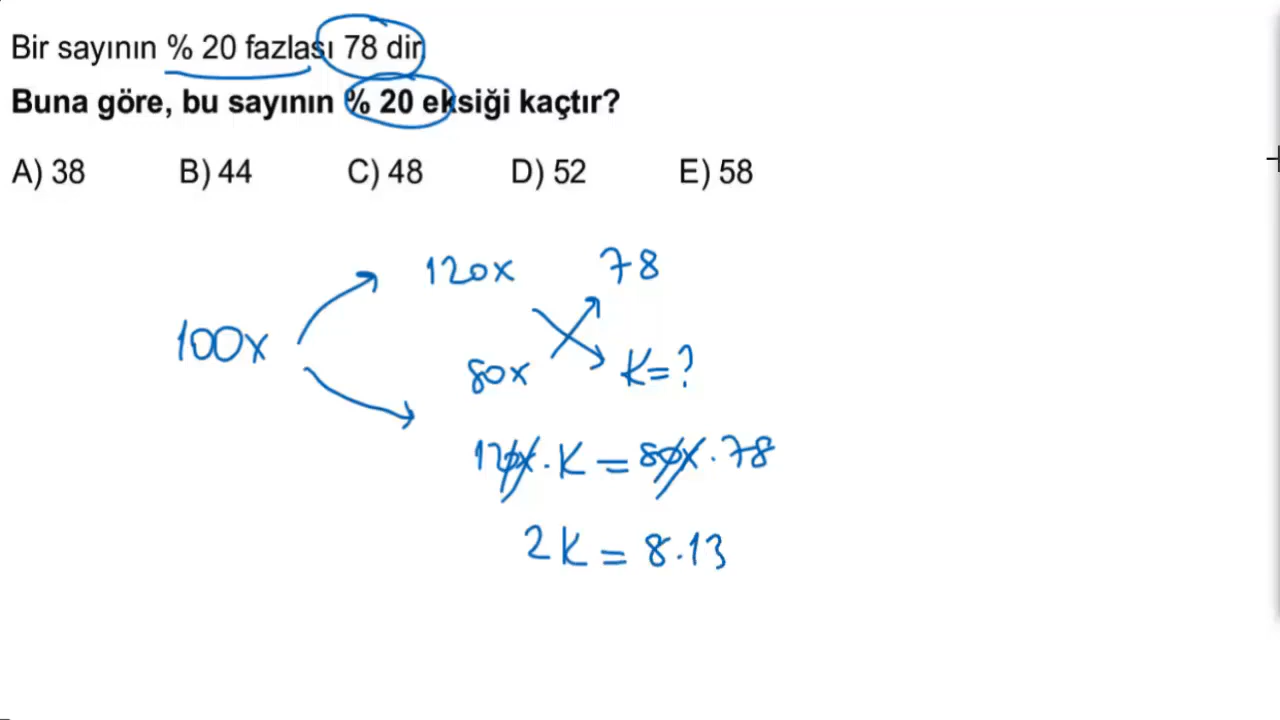 Bir sayının % 20 fazlası 78 dir
Buna göre, bu sayının % 20 eksiği kaçtır?
A) 38 B) 44 C) 48 D) 52 E) 58
120x 78
100x
80x K=?
120x . K = 80x . 78
2K = 8.13